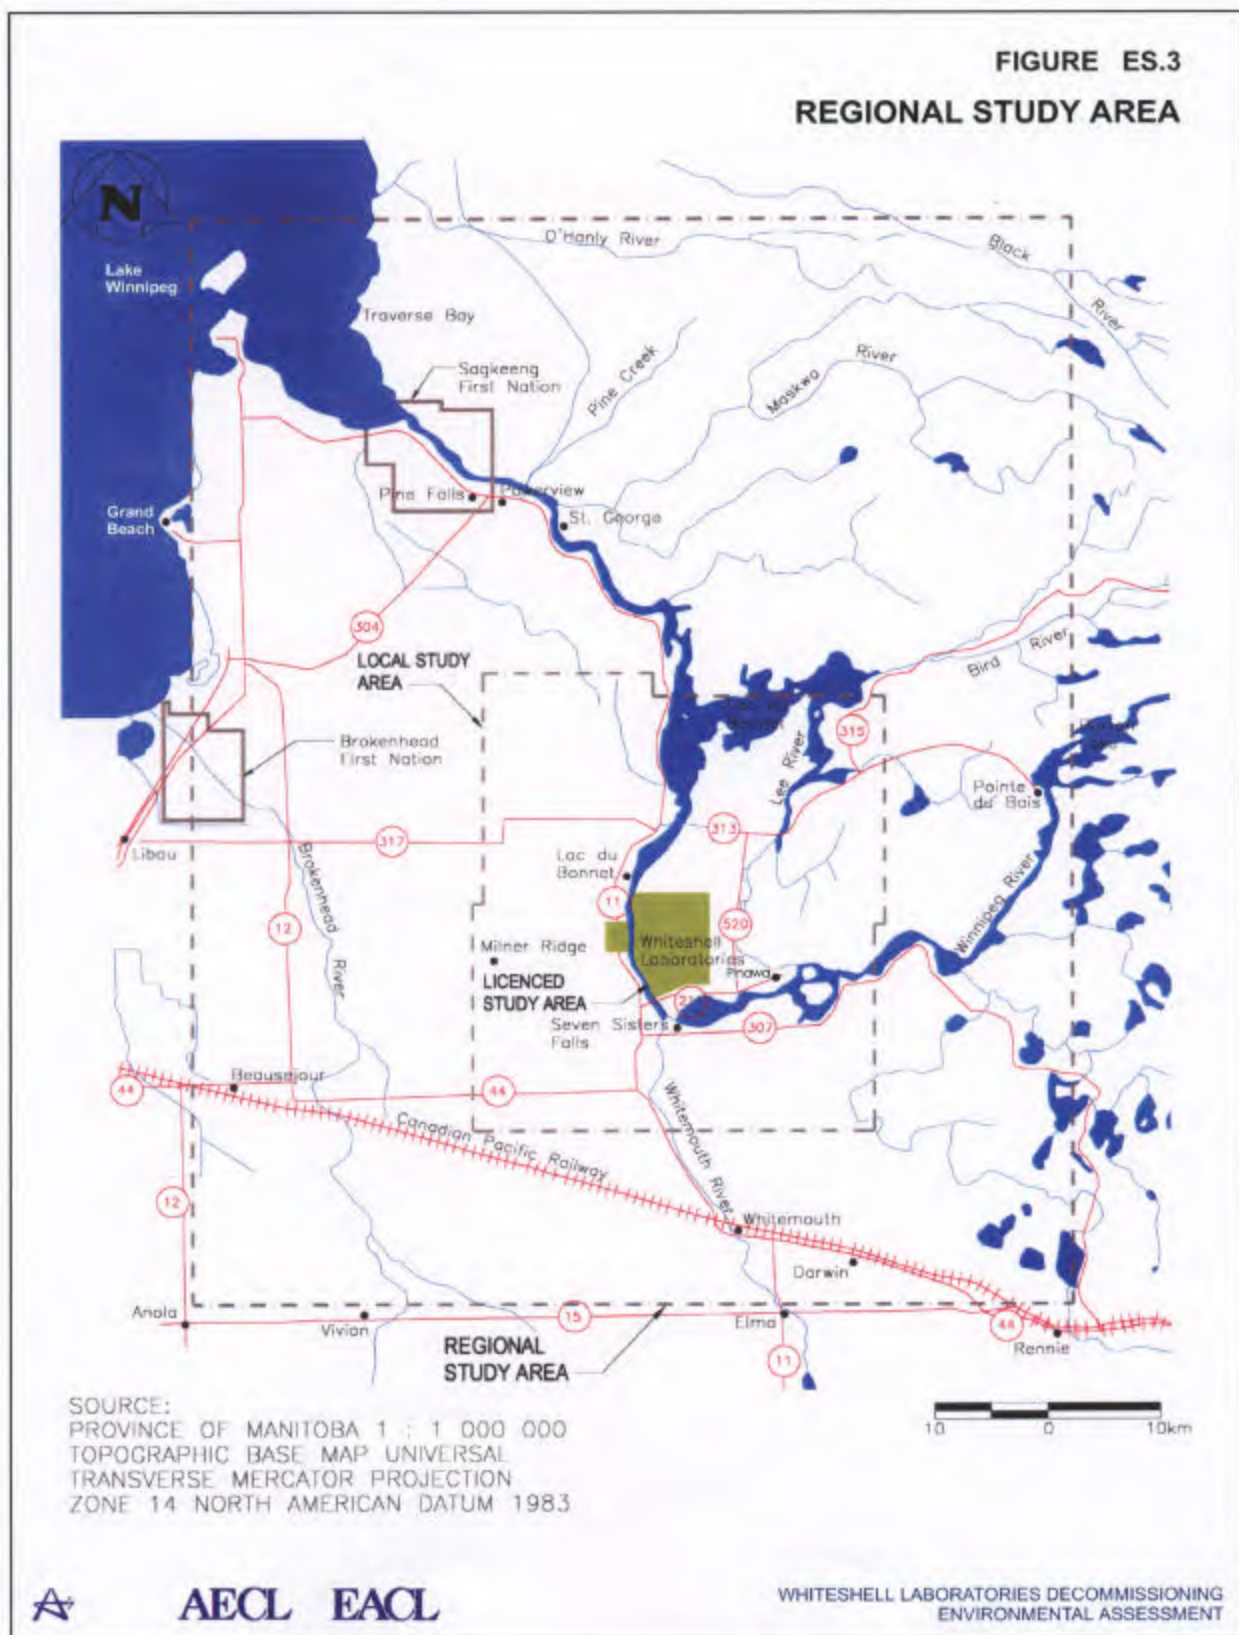 FIGURE ES.3
REGIONAL STUDY AREA
N
Lake
Winnipeg
O'Hanly River
Black
River
Traverse Bay
Sagkeeng
First Nation
Pine Creek
Maskwa
River
Pine Falls
Powerview
St. George
Grand
Beach
304
LOCAL STUDY
AREA
Bird River
Brokenhead
First Nation
Lee River
315
Pointe
du Bois
Libau
317
313
Lac du
Bonnet
Brokenhead
River
12
11
520
Winnipeg River
Milner Ridge
Whiteshell
Laboratories
Pinawa
LICENCED
STUDY AREA
Seven Sisters
Falls
307
44
Beausejour
44
Canadian Pacific Railway
Whitemouth River
12
Whitemouth
Darwin
Anola
Vivian
15
Elma
44
Rennie
11
REGIONAL
STUDY AREA
10 0 10km
SOURCE:
PROVINCE OF MANITOBA 1 : 1 000 000
TOPOGRAPHIC BASE MAP UNIVERSAL
TRANSVERSE MERCATOR PROJECTION
ZONE 14 NORTH AMERICAN DATUM 1983
AECL EACL
WHITESHELL LABORATORIES DECOMMISSIONING
ENVIRONMENTAL ASSESSMENT